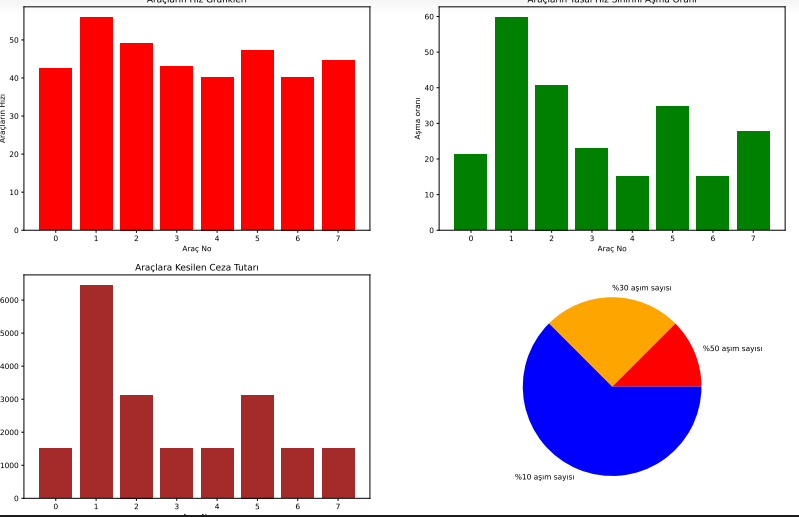 Araçların Hız Grafikleri
Araçların Hızı
50
40
30
20
10
0
0 1 2 3 4 5 6 7
Araç No
Araçların Yasal Hız Sınırını Aşma Oranı
Aşma oranı
60
50
40
30
20
10
0
0 1 2 3 4 5 6 7
Araç No
Araçlara Kesilen Ceza Tutarı
6000
5000
4000
3000
2000
1000
0
0 1 2 3 4 5 6 7
%30 aşım sayısı
%50 aşım sayısı
%10 aşım sayısı